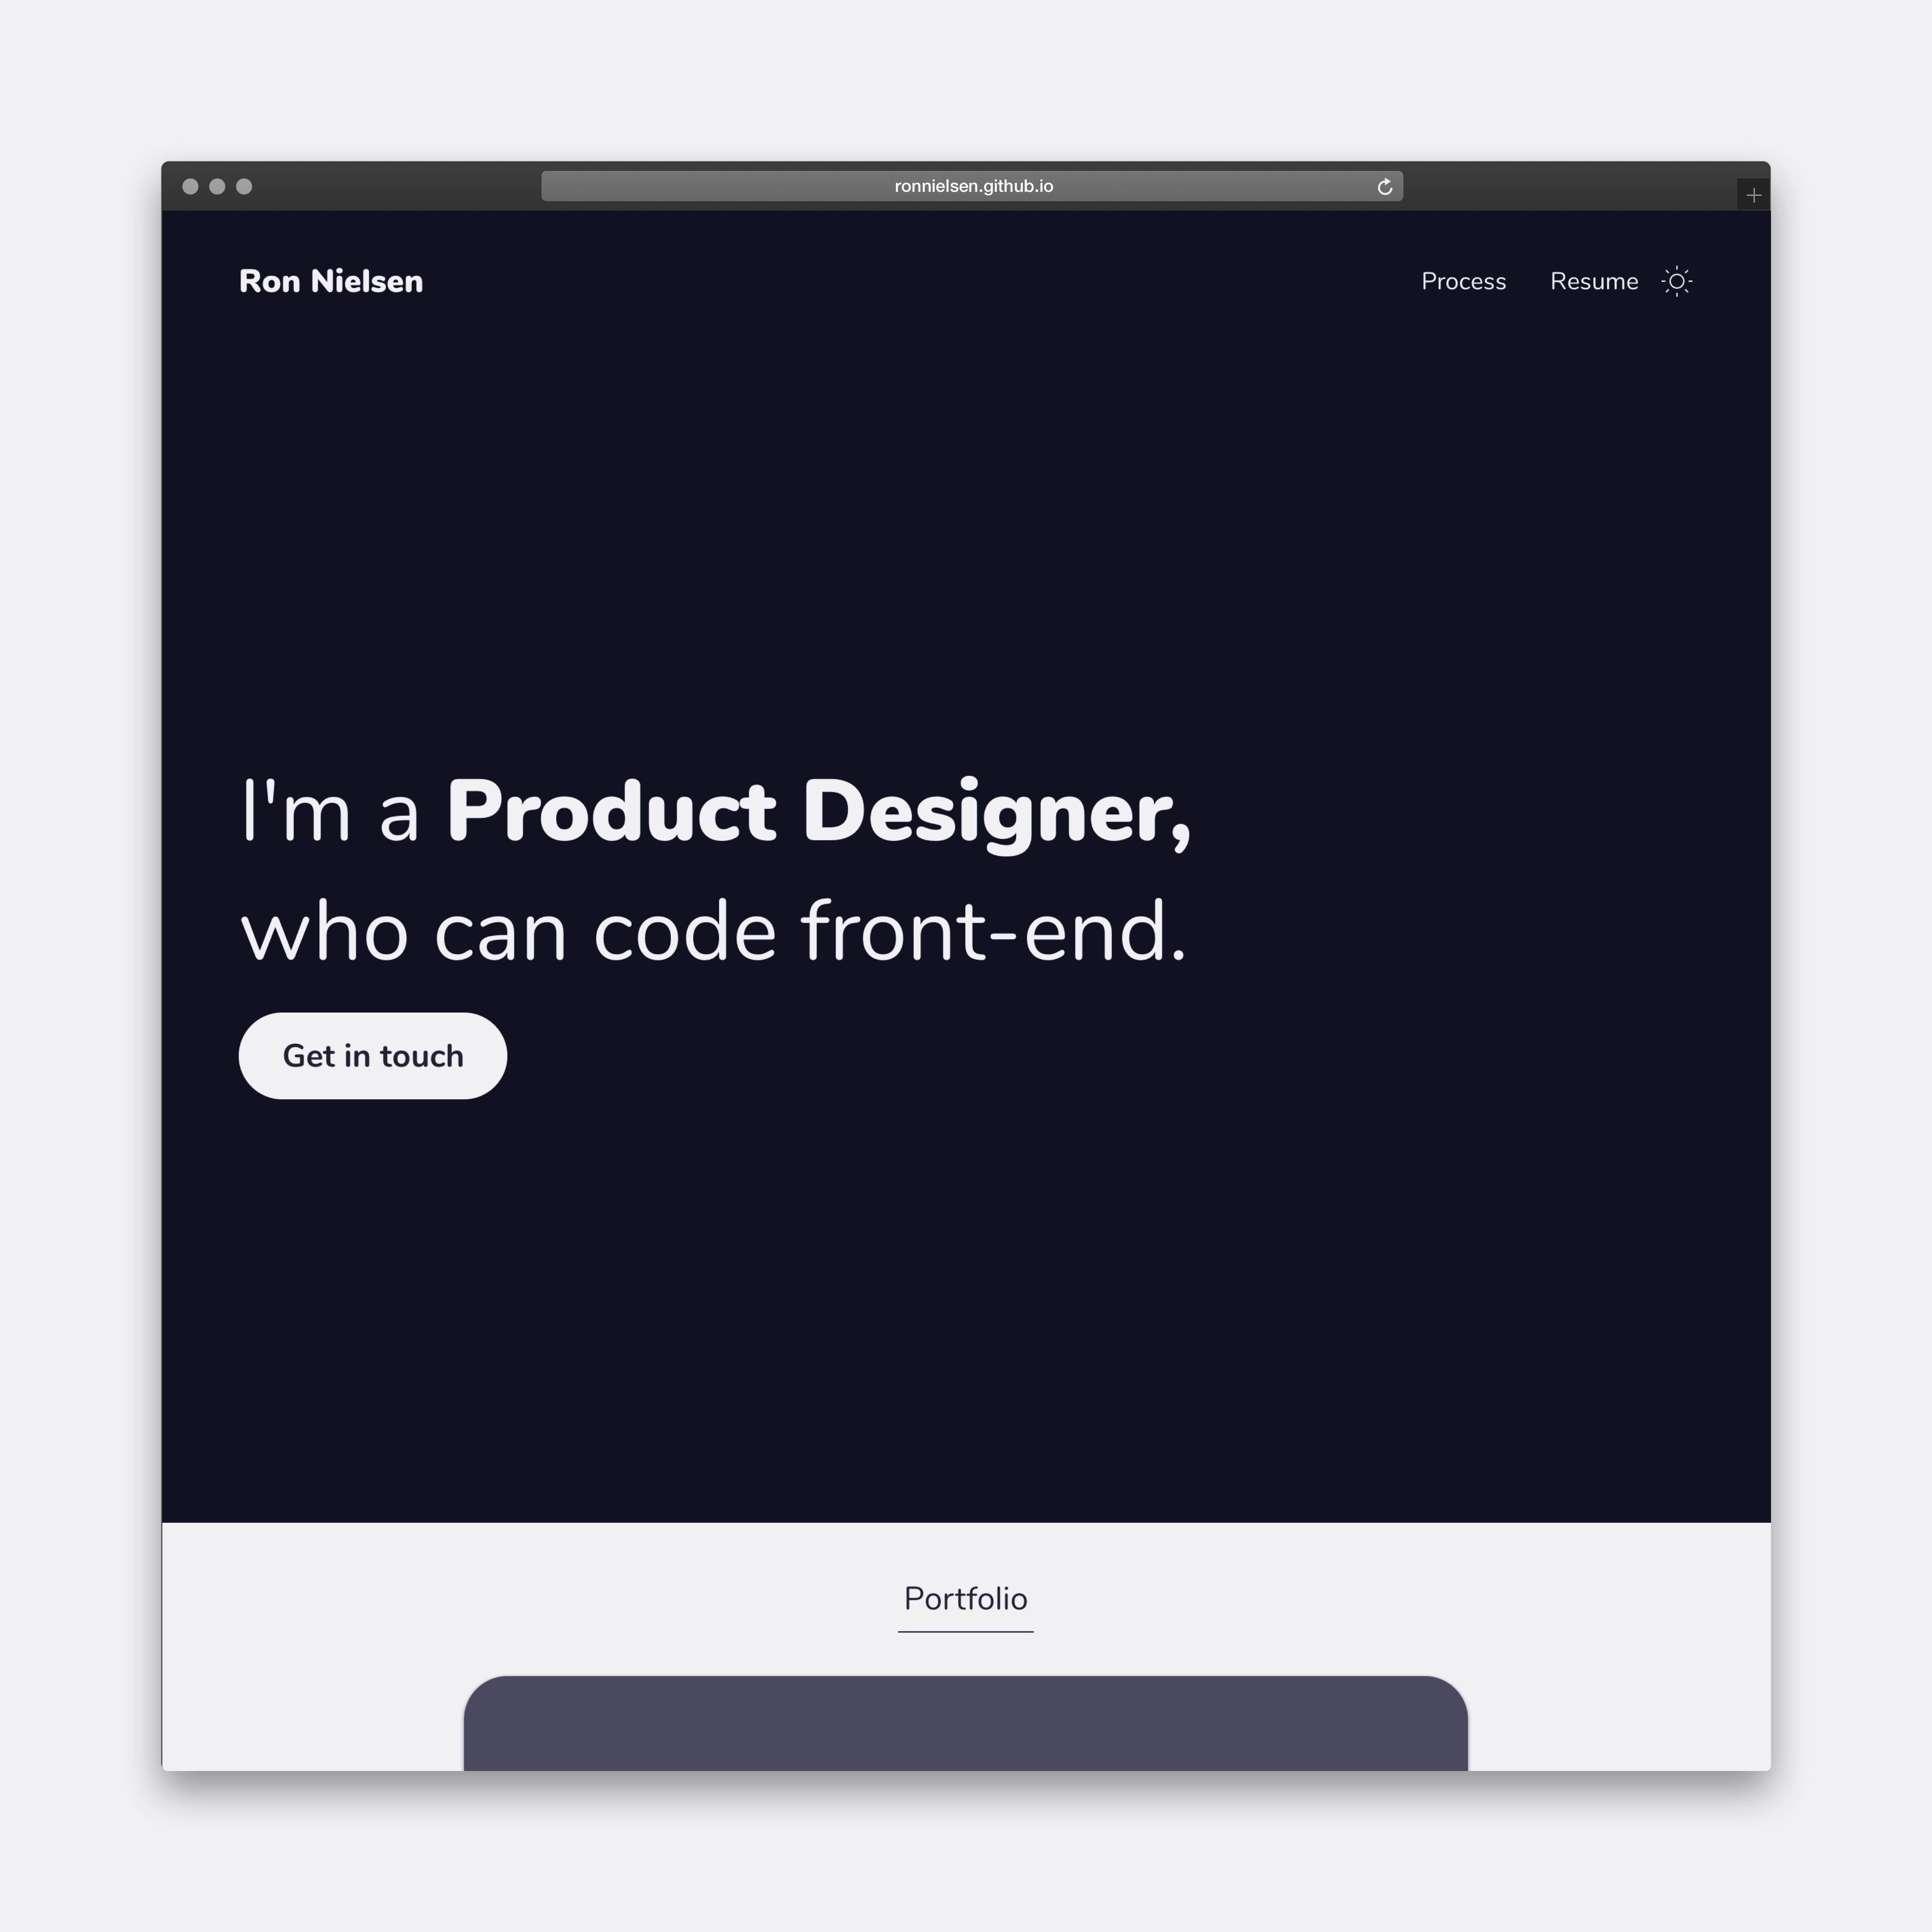 ronnielsen.github.io
Ron Nielsen
Process Resume
I'm a Product Designer,
who can code front-end.
Get in touch
Portfolio